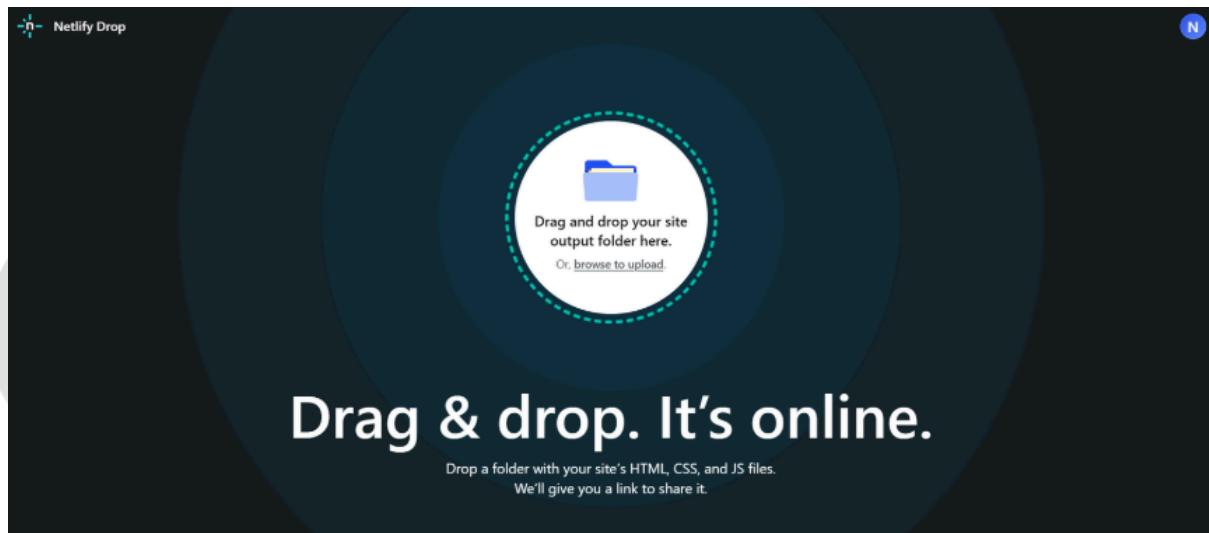 Netlify Drop
N
Drag and drop your site
output folder here.
Or, browse to upload.
Drag & drop. It's online.
Drop a folder with your site's HTML, CSS, and JS files.
We'll give you a link to share it.